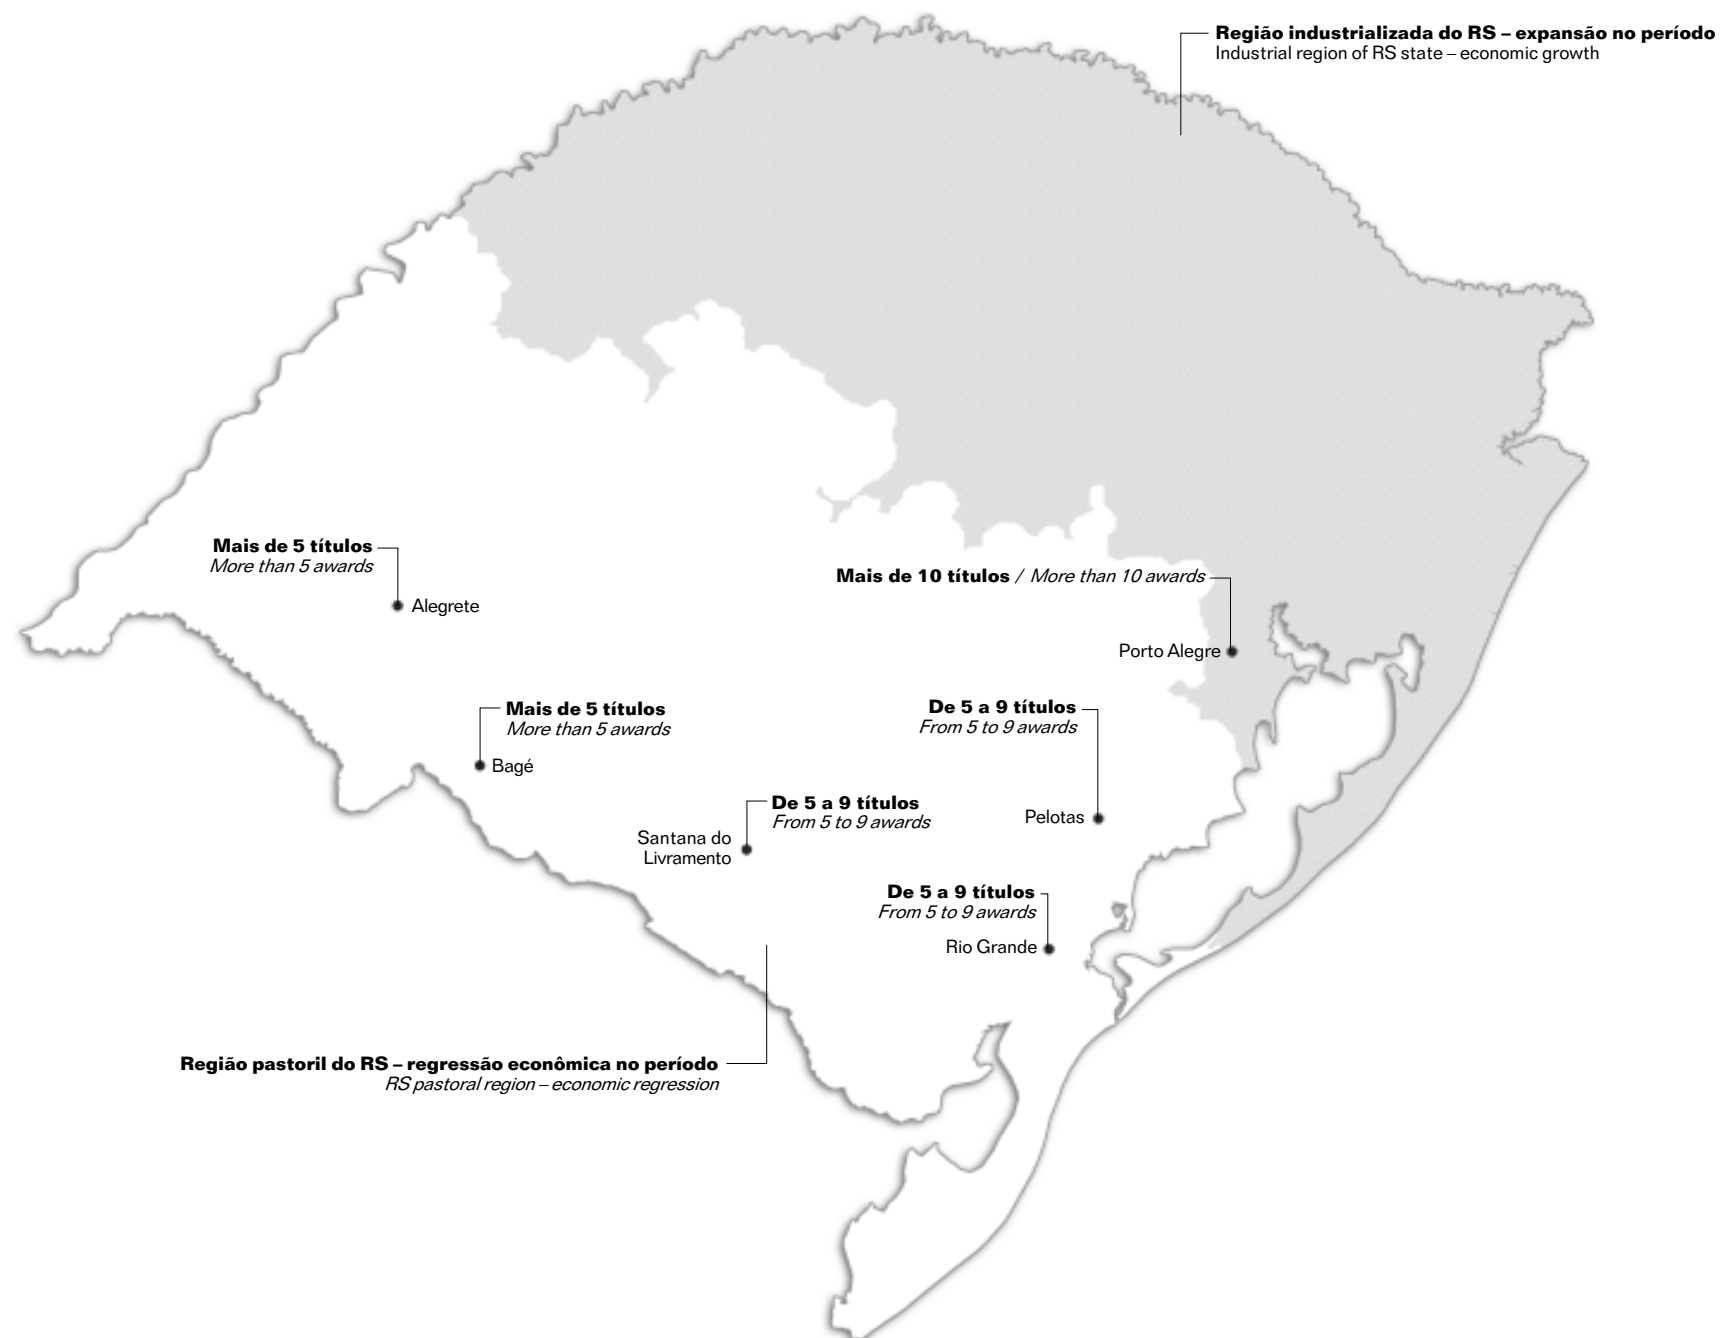 Região industrializada do RS – expansão no período
Industrial region of RS state – economic growth
Mais de 5 títulos
More than 5 awards
Alegrete
Mais de 10 títulos / More than 10 awards
Porto Alegre
Mais de 5 títulos
More than 5 awards
Bagé
De 5 a 9 títulos
From 5 to 9 awards
Pelotas
De 5 a 9 títulos
From 5 to 9 awards
Santana do
Livramento
De 5 a 9 títulos
From 5 to 9 awards
Rio Grande
Região pastoril do RS – regressão econômica no período
RS pastoral region – economic regression